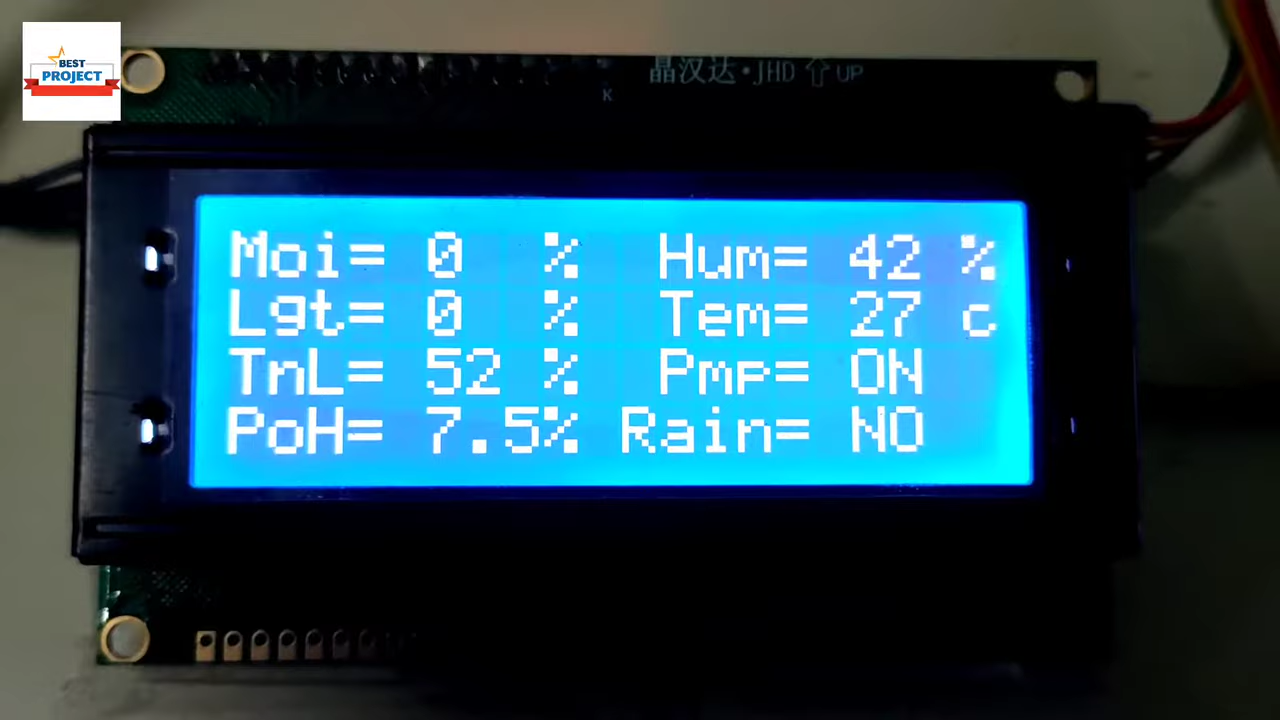 BEST
PROJECT
晶汉达·JHD ⇧ UP
K
Moi= 0 % Hum= 42 %
Lgt= 0 % Tem= 27 c
TnL= 52 % Pmp= ON
PoH= 7.5% Rain= NO